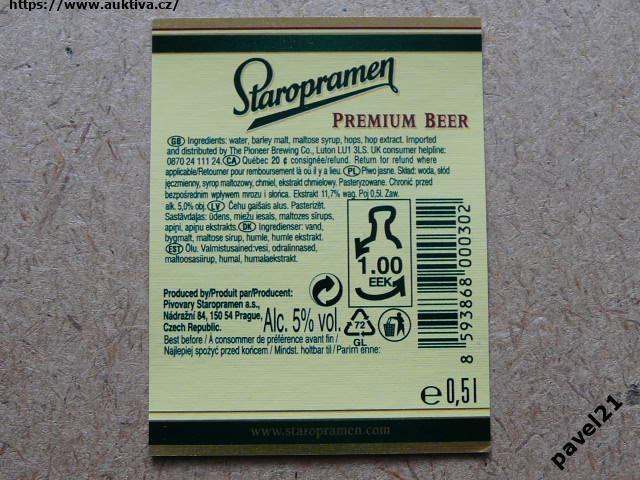 https://www.auktiva.cz/
Staropramen
PREMIUM BEER
GB Ingredients: water, barley malt, maltose syrup, hops, hop extract. Imported
and distributed by The Pioneer Brewing Co., Luton LU1 3LS. UK consumer helpline:
0870 24 111 24. CA Québec 20 ¢ consignée/refund. Return for refund where
applicable/Retourner pour remboursement là où il y a lieu. PL Piwo jasne. Skład: woda, słód
jęczmienny, syrop maltozowy, chmiel, ekstrakt chmielowy. Pasteryzowane. Chronić przed
bezpośrednim wpływem mrozu i słońca. Ekstrakt 11,7% wag. Poj 0,5l. Zaw.
alk. 5,0% obj. LV Čehu gaišais alus. Pasterizēt.
Sastāvdaļas: ūdens, miežu iesals, maltozes sīrups,
apiņi, apiņu ekstrakts. DK Ingredienser: vand,
bygmalt, maltose sirup, humle, humle ekstrakt.
EST Õlu. Valmistusained: vesi, odralinnased,
maltoosasiirup, humal, humalaekstrakt.
1.00
EEK
Produced by/Produit par/Producent:
Pivovary Staropramen a.s.,
Nádražní 84, 150 54 Prague,
Czech Republic.
Alc. 5% vol.
72
GL
Best before / A consommer de préférence avant fin /
Najlepiej spożyć przed końcem / Mindst. holtbar til / Parim enne:
8 593868 000302
e 0,5l
www.staropramen.com
pavel21